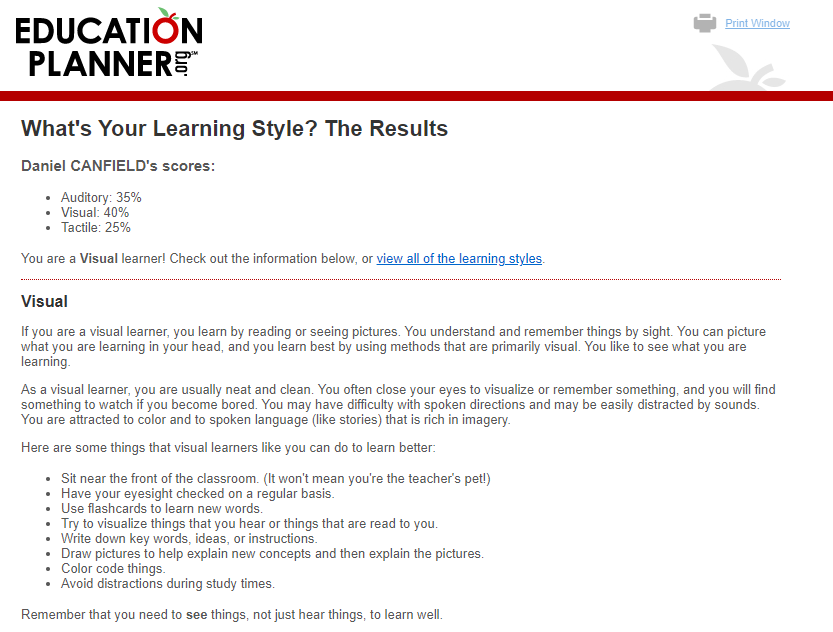 EDUCATION
PLANNER.org℠
Print Window
What's Your Learning Style? The Results
Daniel CANFIELD's scores:
Auditory: 35%
Visual: 40%
Tactile: 25%
You are a Visual learner! Check out the information below, or view all of the learning styles.
Visual
If you are a visual learner, you learn by reading or seeing pictures. You understand and remember things by sight. You can picture
what you are learning in your head, and you learn best by using methods that are primarily visual. You like to see what you are
learning.
As a visual learner, you are usually neat and clean. You often close your eyes to visualize or remember something, and you will find
something to watch if you become bored. You may have difficulty with spoken directions and may be easily distracted by sounds.
You are attracted to color and to spoken language (like stories) that is rich in imagery.
Here are some things that visual learners like you can do to learn better:
Sit near the front of the classroom. (It won't mean you're the teacher's pet!)
Have your eyesight checked on a regular basis.
Use flashcards to learn new words.
Try to visualize things that you hear or things that are read to you.
Write down key words, ideas, or instructions.
Draw pictures to help explain new concepts and then explain the pictures.
Color code things.
Avoid distractions during study times.
Remember that you need to see things, not just hear things, to learn well.